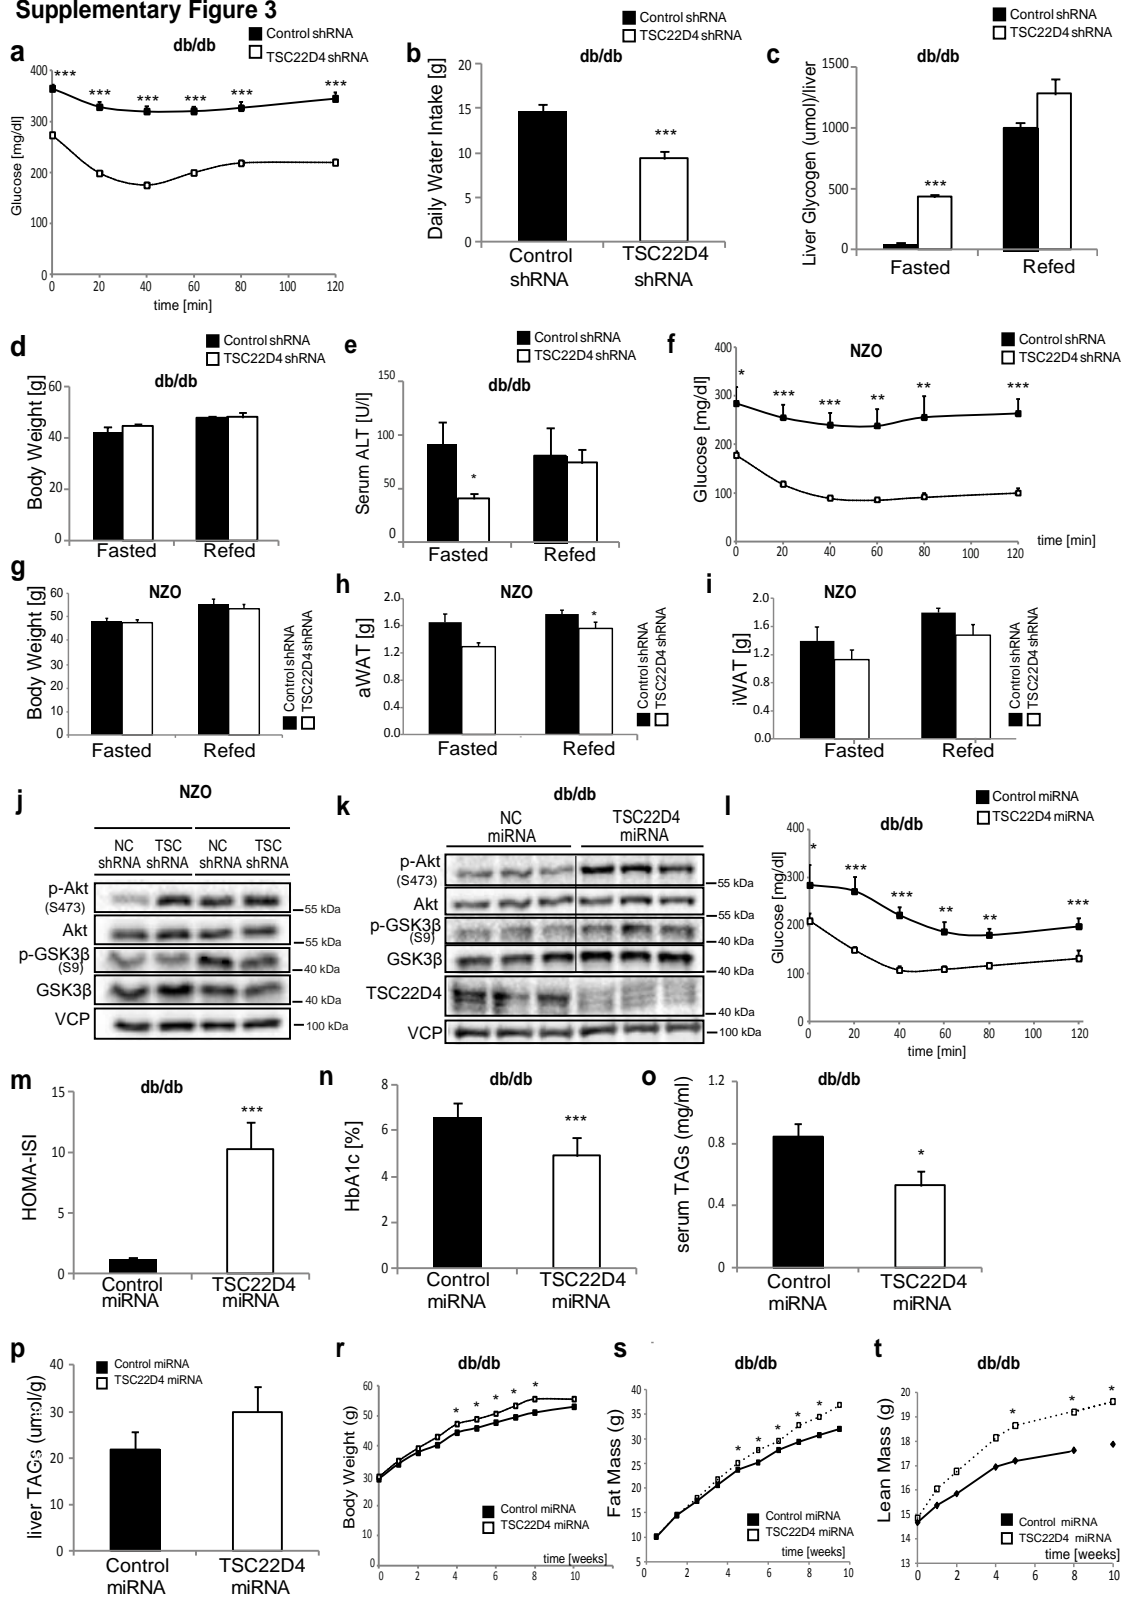 Supplementary Figure 3
a
db/db
Control shRNA
TSC22D4 shRNA
Glucose [mg/dl]
400
300
200
100
0
***
***
***
***
***
***
0 20 40 60 80 100 120
time [min]
b
db/db
Control shRNA
TSC22D4 shRNA
Daily Water Intake [g]
20
15
10
5
0
***
Control
shRNA
TSC22D4
shRNA
c
db/db
Control shRNA
TSC22D4 shRNA
Liver Glycogen (umol)/liver
1500
1000
500
0
***
Fasted Refed
d
db/db
Control shRNA
TSC22D4 shRNA
Body Weight [g]
60
40
20
0
Fasted Refed
e
db/db
Control shRNA
TSC22D4 shRNA
Serum ALT [U/l]
150
100
50
0
*
Fasted Refed
f
NZO
Control shRNA
TSC22D4 shRNA
Glucose [mg/dl]
400
300
200
100
0
*
***
***
**
**
***
0 20 40 60 80 100 120
time [min]
g
NZO
Body Weight [g]
60
50
40
30
20
10
0
Fasted Refed
Control shRNA
TSC22D4 shRNA
h
NZO
aWAT [g]
2.0
1.6
1.2
0.8
0.4
0.0
*
Fasted Refed
Control shRNA
TSC22D4 shRNA
i
NZO
iWAT [g]
2.0
1.6
1.2
0.8
0.4
0.0
Fasted Refed
Control shRNA
TSC22D4 shRNA
j
NZO
NC TSC NC TSC
shRNA shRNA shRNA shRNA
p-Akt
(S473)
55 kDa
Akt
55 kDa
p-GSK3β
(S9)
40 kDa
GSK3β
40 kDa
VCP
100 kDa
k
db/db
NC
miRNA
TSC22D4
miRNA
p-Akt
(S473)
55 kDa
Akt
55 kDa
p-GSK3β
(S9)
40 kDa
GSK3β
40 kDa
TSC22D4
40 kDa
VCP
100 kDa
l
db/db
Control miRNA
TSC22D4 miRNA
Glucose [mg/dl]
400
300
200
100
0
*
***
***
**
**
***
0 20 40 60 80 100 120
time [min]
m
db/db
HOMA-ISI
15
10
5
0
***
Control
miRNA
TSC22D4
miRNA
n
db/db
HbA1c [%]
8
6
4
2
0
***
Control
miRNA
TSC22D4
miRNA
o
db/db
serum TAGs (mg/ml)
1.2
0.8
0.4
0
*
Control
miRNA
TSC22D4
miRNA
p
Control miRNA
TSC22D4 miRNA
liver TAGs (umol/g)
40
30
20
10
0
Control
miRNA
TSC22D4
miRNA
r
db/db
Body Weight (g)
60
50
40
30
20
10
0
* * * * *
Control miRNA
TSC22D4 miRNA
time [weeks]
0 2 4 6 8 10
s
db/db
Fat Mass (g)
40
35
30
25
20
15
10
5
* * * * *
Control miRNA
TSC22D4 miRNA
time [weeks]
0 2 4 6 8 10
t
db/db
Lean Mass (g)
20
19
18
17
16
15
14
13
* * *
Control miRNA
TSC22D4 miRNA
time [weeks]
0 2 4 6 8 10